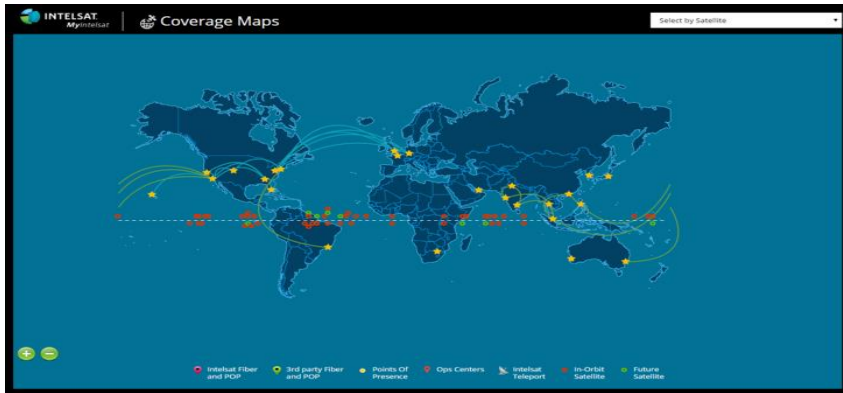 INTELSAT.
Myintelsat
Coverage Maps
Select by Satellite
Intelsat Fiber
and POP
3rd party Fiber
and POP
Points Of
Presence
Ops Centers
Intelsat
Teleport
In-Orbit
Satellite
Future
Satellite